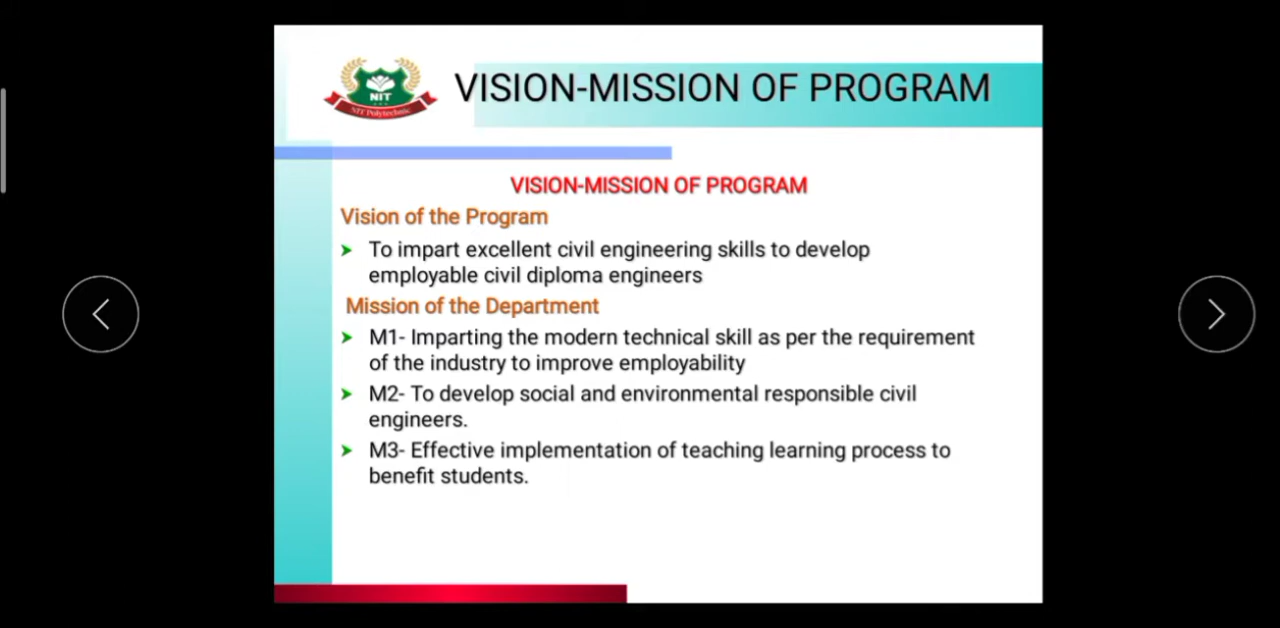 VISION-MISSION OF PROGRAM
NIT
NIT Polytechnic
VISION-MISSION OF PROGRAM
Vision of the Program
To impart excellent civil engineering skills to develop
employable civil diploma engineers
Mission of the Department
M1- Imparting the modern technical skill as per the requirement
of the industry to improve employability
M2- To develop social and environmental responsible civil
engineers.
M3- Effective implementation of teaching learning process to
benefit students.